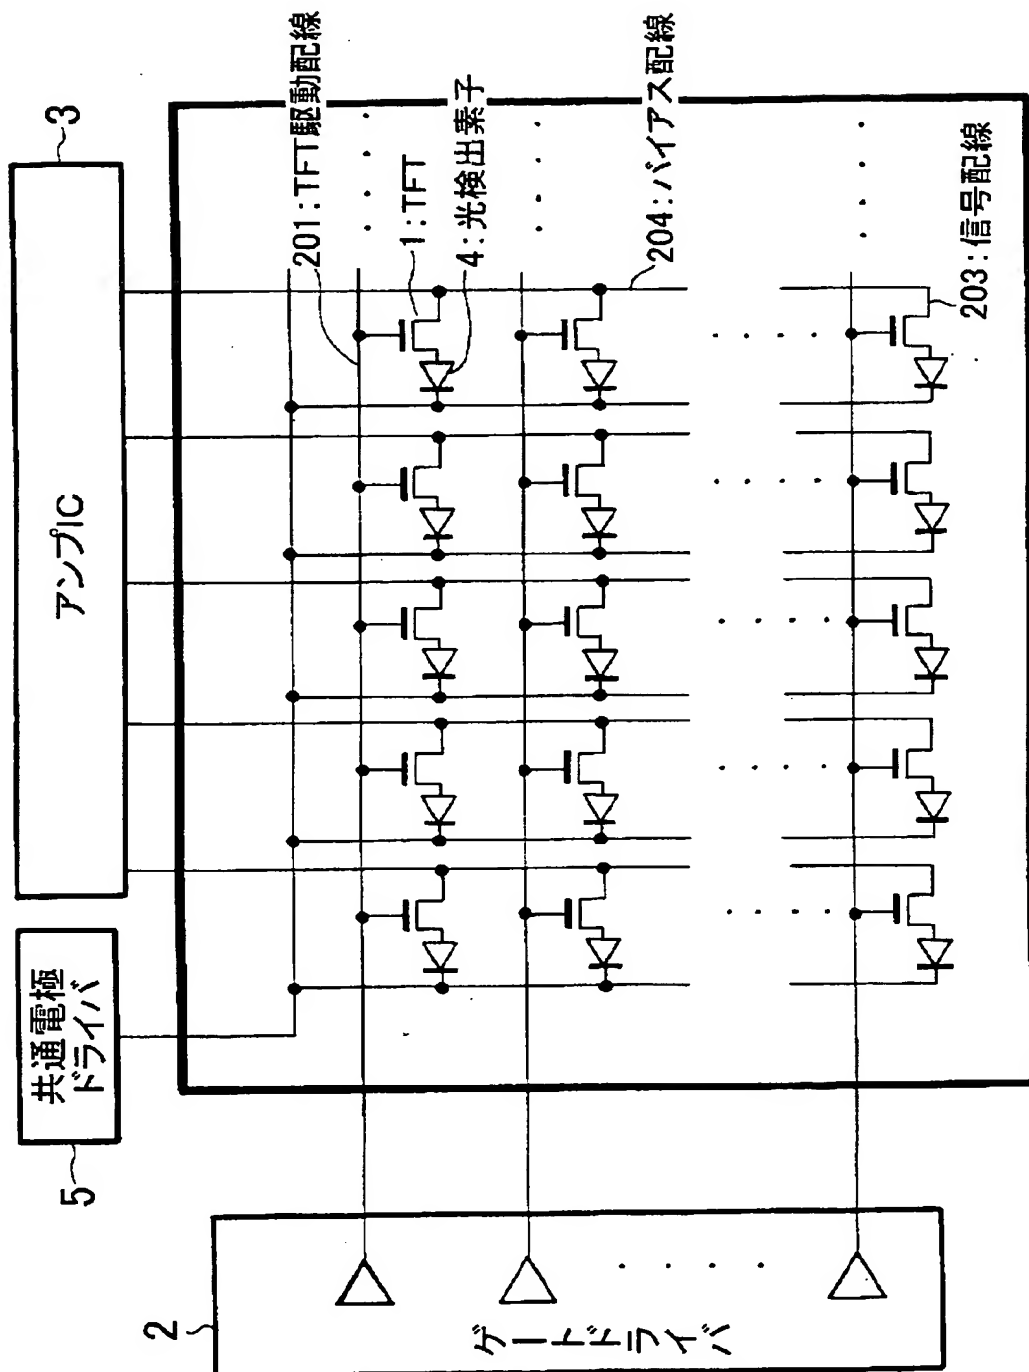 3
アンプIC
共通電極
ドライバ
5
201:TFT駆動配線
1:TFT
4:光検出素子
204:バイアス配線
203:信号配線
2
ゲードドライバ